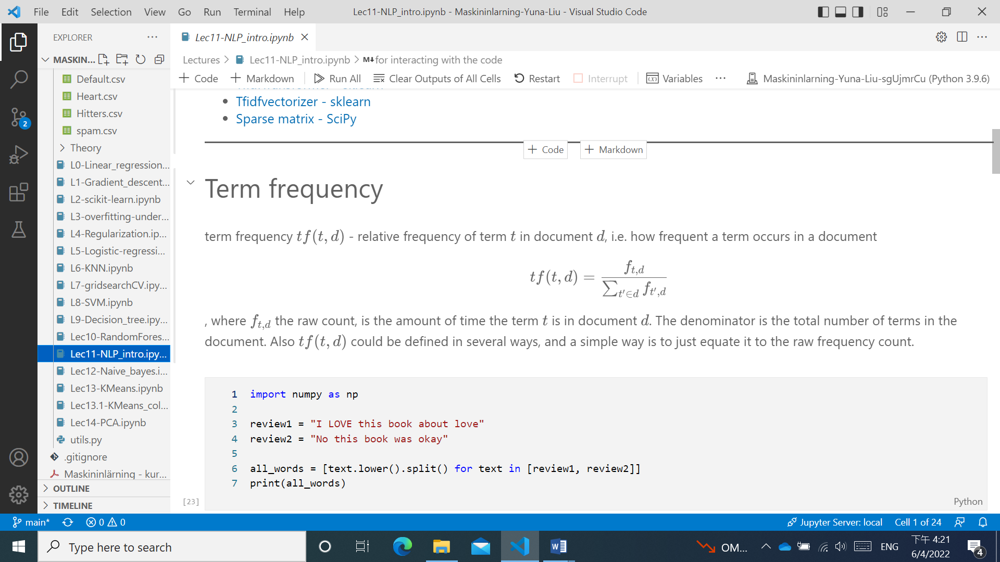 File Edit Selection View Go Run Terminal Help
Lec11-NLP_intro.ipynb - Maskininlarning-Yuna-Liu - Visual Studio Code
EXPLORER
MASKIN...
Default.csv
Heart.csv
Hitters.csv
spam.csv
Theory
L0-Linear_regression...
L1-Gradient_descent...
L2-scikit-learn.ipynb
L3-overfitting-under...
L4-Regularization.ip...
L5-Logistic-regressi...
L6-KNN.ipynb
L7-gridsearchCV.ipy...
L8-SVM.ipynb
L9-Decision_tree.ipy...
Lec10-RandomFores...
Lec11-NLP_intro.ipy...
Lec12-Naive_bayes.i...
Lec13-KMeans.ipynb
Lec13.1-KMeans_col...
Lec14-PCA.ipynb
utils.py
.gitignore
Maskininlärning - kur...
OUTLINE
TIMELINE
2
Lec11-NLP_intro.ipynb
Lectures > Lec11-NLP_intro.ipynb > M↓for interacting with the code
+ Code + Markdown Run All Clear Outputs of All Cells Restart Interrupt Variables ... Maskininlarning-Yuna-Liu-sgUjmrCu (Python 3.9.6)
• Tfidfvectorizer - sklearn
• Sparse matrix - SciPy
+ Code + Markdown
Term frequency
term frequency tf(t, d) - relative frequency of term t in document d, i.e. how frequent a term occurs in a document
tf(t, d) = f_{t,d} / ∑_{t′∈d} f_{t′,d}
, where f_{t,d} the raw count, is the amount of time the term t is in document d. The denominator is the total number of terms in the
document. Also tf(t, d) could be defined in several ways, and a simple way is to just equate it to the raw frequency count.
1 import numpy as np
2
3 review1 = "I LOVE this book about love"
4 review2 = "No this book was okay"
5
6 all_words = [text.lower().split() for text in [review1, review2]]
7 print(all_words)
[23]
Python
main* 0 0
Jupyter Server: local Cell 1 of 24
Type here to search
OM...
ENG
下午 4:21
6/4/2022
4